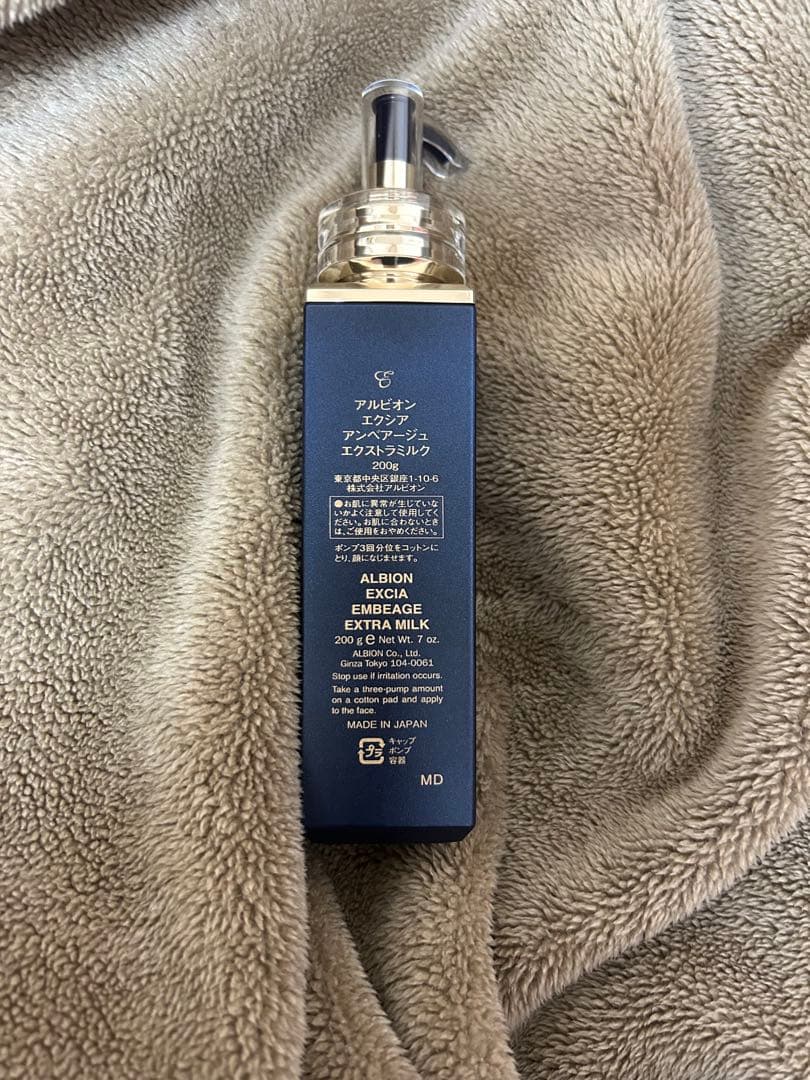 アルビオン
エクシア
アンベアージュ
エクストラミルク
200g
東京都中央区銀座1-10-6
株式会社アルビオン
●お肌に異常が生じていな
いかよく注意して使用してく
ださい。お肌に合わないとき
は、ご使用をおやめください。
ポンプ3回分位をコットンに
とり、顔になじませます。
ALBION
EXCIA
EMBEAGE
EXTRA MILK
200 g e Net Wt. 7 oz.
ALBION Co., Ltd.
Ginza Tokyo 104-0061
Stop use if irritation occurs.
Take a three-pump amount
on a cotton pad and apply
to the face.
MADE IN JAPAN
プラ
キャップ
ポンプ
容器
MD